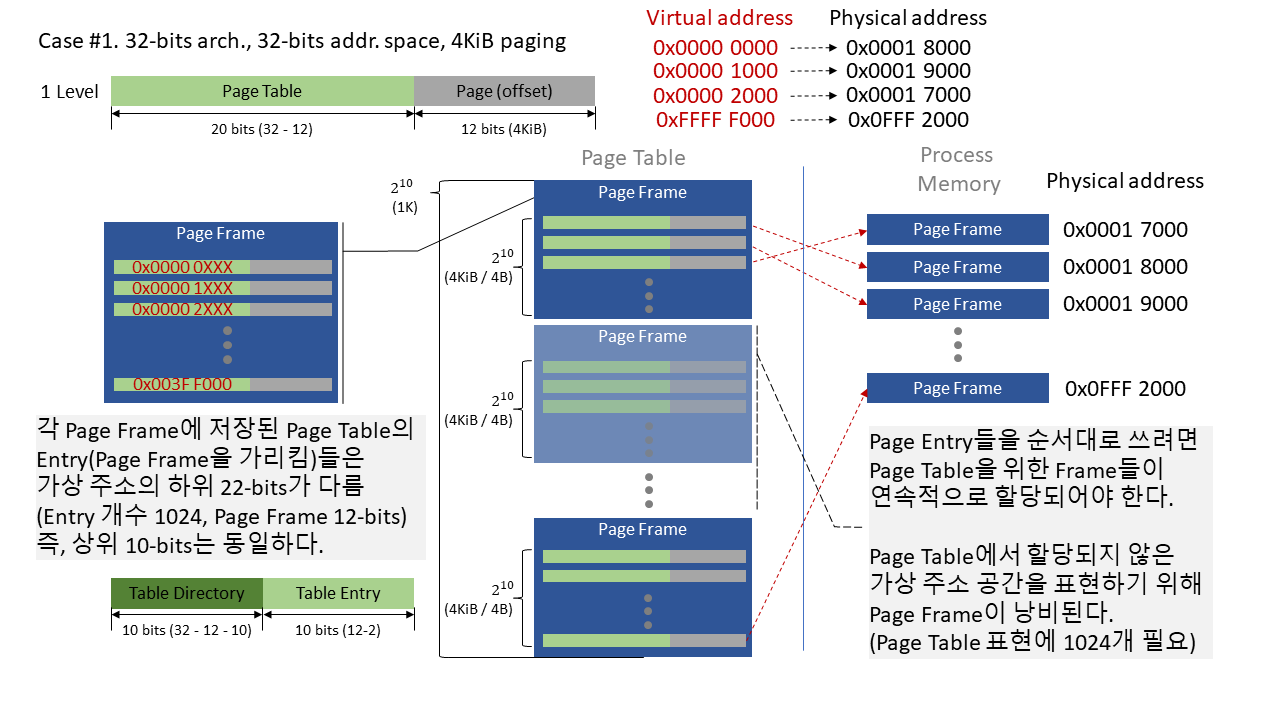 Case #1. 32-bits arch., 32-bits addr. space, 4KiB paging
Virtual address
Physical address
0x0000 0000
0x0001 8000
0x0000 1000
0x0001 9000
0x0000 2000
0x0001 7000
0xFFFF F000
0x0FFF 2000
1 Level
Page Table
Page (offset)
20 bits (32 - 12)
12 bits (4KiB)
Page Table
Process
Memory
Physical address
2^10
(1K)
Page Frame
0x0000 0XXX
0x0000 1XXX
0x0000 2XXX
0x003F F000
Page Frame
2^10
(4KiB / 4B)
Page Frame
2^10
(4KiB / 4B)
Page Frame
2^10
(4KiB / 4B)
Page Frame
0x0001 7000
Page Frame
0x0001 8000
Page Frame
0x0001 9000
Page Frame
0x0FFF 2000
각 Page Frame에 저장된 Page Table의
Entry(Page Frame을 가리킴)들은
가상 주소의 하위 22-bits가 다름
(Entry 개수 1024, Page Frame 12-bits)
즉, 상위 10-bits는 동일하다.
Table Directory
Table Entry
10 bits (32 - 12 - 10)
10 bits (12-2)
Page Entry들을 순서대로 쓰려면
Page Table을 위한 Frame들이
연속적으로 할당되어야 한다.
Page Table에서 할당되지 않은
가상 주소 공간을 표현하기 위해
Page Frame이 낭비된다.
(Page Table 표현에 1024개 필요)